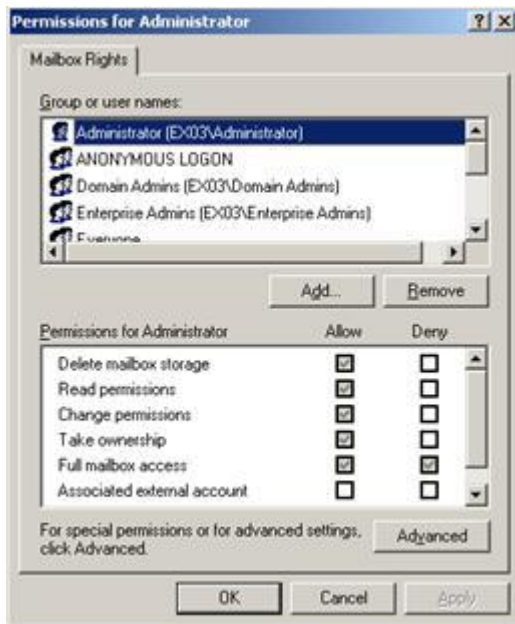 Permissions for Administrator
Mailbox Rights
Group or user names:
Administrator (EX03\Administrator)
ANONYMOUS LOGON
Domain Admins (EX03\Domain Admins)
Enterprise Admins (EX03\Enterprise Admins)
Everyone
Add... Remove
Permissions for Administrator Allow Deny
Delete mailbox storage
Read permissions
Change permissions
Take ownership
Full mailbox access
Associated external account
For special permissions or for advanced settings,
click Advanced.
Advanced
OK Cancel Apply